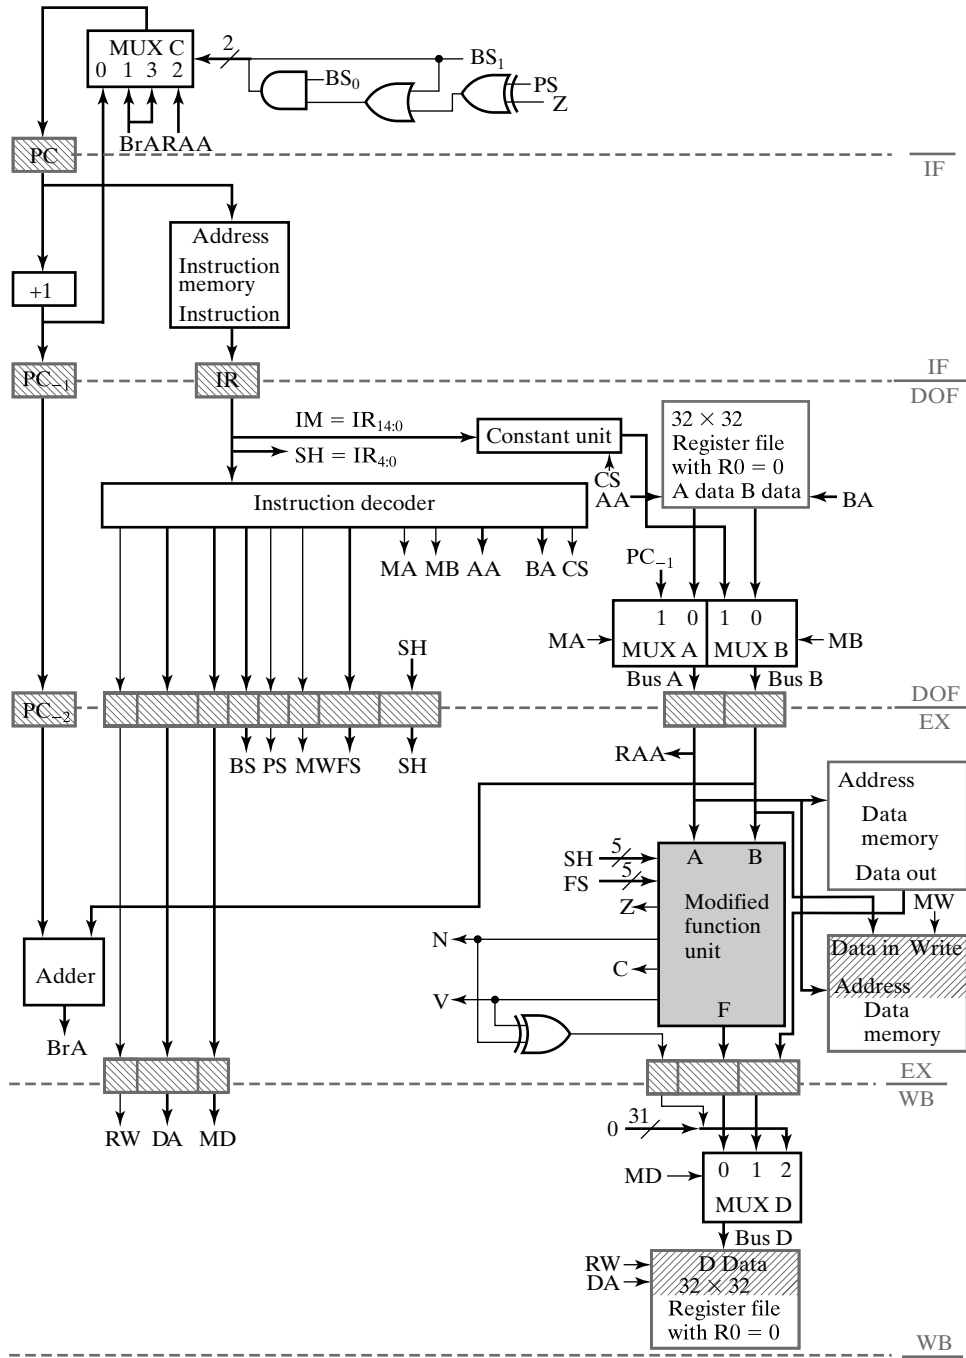 MUX C
0 1 3 2
2
BS1
BS0
PS
Z
BrA RAA
PC
IF
Address
Instruction
memory
Instruction
+1
PC−1
IR
IF
DOF
IM = IR14:0
SH = IR4:0
Constant unit
CS
32 × 32
Register file
with R0 = 0
A data B data
AA
BA
Instruction decoder
MA MB AA BA CS
PC−1
1 0 1 0
MUX A MUX B
MA
MB
SH
Bus A
Bus B
PC−2
DOF
EX
BS PS MW FS SH
RAA
Address
Data
memory
Data out
SH 5
FS 5
A B
Modified
function
unit
F
Z
N
C
V
MW
Data in Write
Address
Data
memory
Adder
BrA
EX
WB
RW DA MD
0 31
MD
0 1 2
MUX D
Bus D
RW
DA
D Data
32 × 32
Register file
with R0 = 0
WB